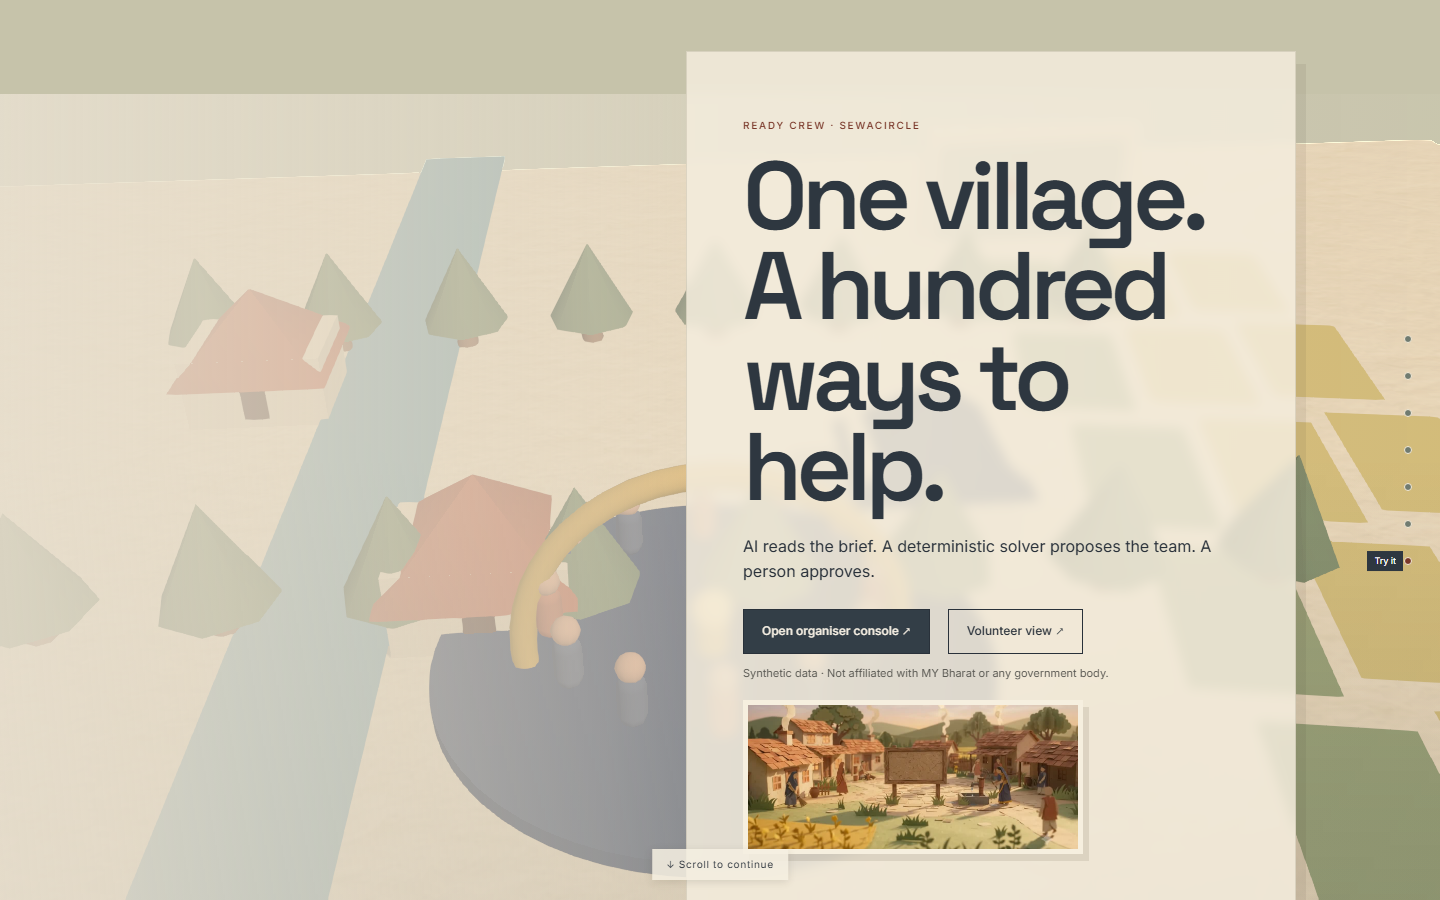 READY CREW · SEWACIRCLE
One village.
A hundred
ways to
help.
AI reads the brief. A deterministic solver proposes the team. A
person approves.
Open organiser console ↗
Volunteer view ↗
Synthetic data · Not affiliated with MY Bharat or any government body.
Try it
↓ Scroll to continue